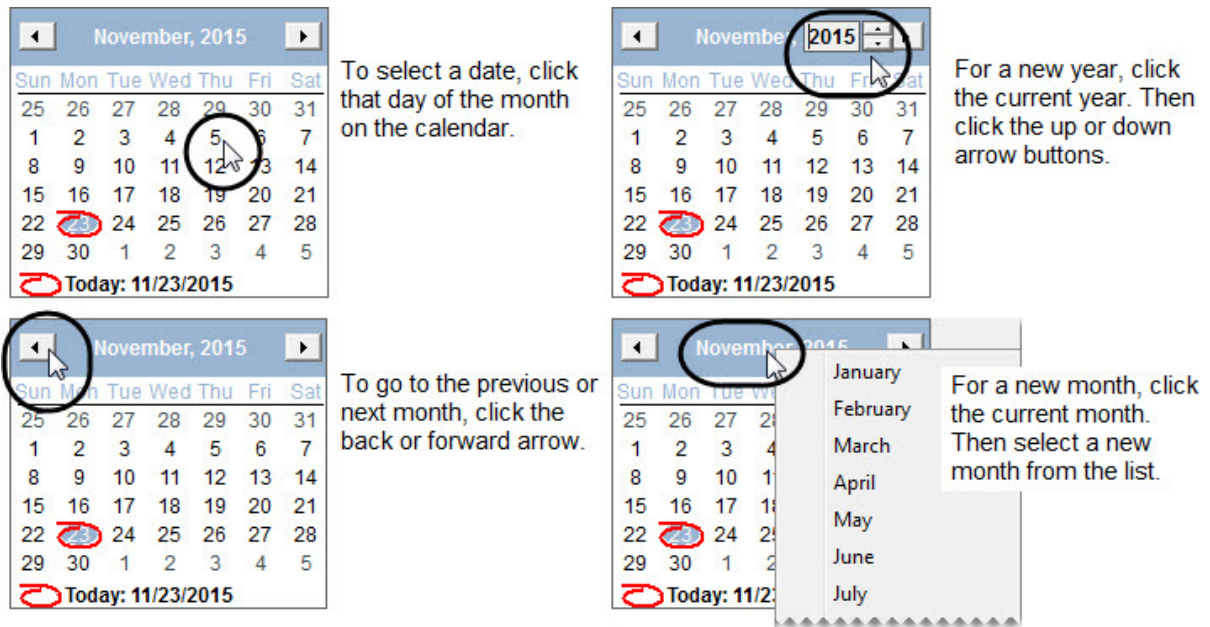 November, 2015
Sun Mon Tue Wed Thu Fri Sat
25 26 27 28 29 30 31
1 2 3 4 5 6 7
8 9 10 11 12 13 14
15 16 17 18 19 20 21
22 23 24 25 26 27 28
29 30 1 2 3 4 5
Today: 11/23/2015
To select a date, click
that day of the month
on the calendar.
November, 2015
Sun Mon Tue Wed Thu Fri Sat
25 26 27 28 29 30 31
1 2 3 4 5 6 7
8 9 10 11 12 13 14
15 16 17 18 19 20 21
22 23 24 25 26 27 28
29 30 1 2 3 4 5
Today: 11/23/2015
For a new year, click
the current year. Then
click the up or down
arrow buttons.
November, 2015
Sun Mon Tue Wed Thu Fri Sat
25 26 27 28 29 30 31
1 2 3 4 5 6 7
8 9 10 11 12 13 14
15 16 17 18 19 20 21
22 23 24 25 26 27 28
29 30 1 2 3 4 5
Today: 11/23/2015
To go to the previous or
next month, click the
back or forward arrow.
November, 2015
Sun Mon Tue
25 26 27
1 2 3 4
8 9 10
15 16 17
22 23 24
29 30 1 2
Today: 11/2
January
February
March
April
May
June
July
For a new month, click
the current month.
Then select a new
month from the list.